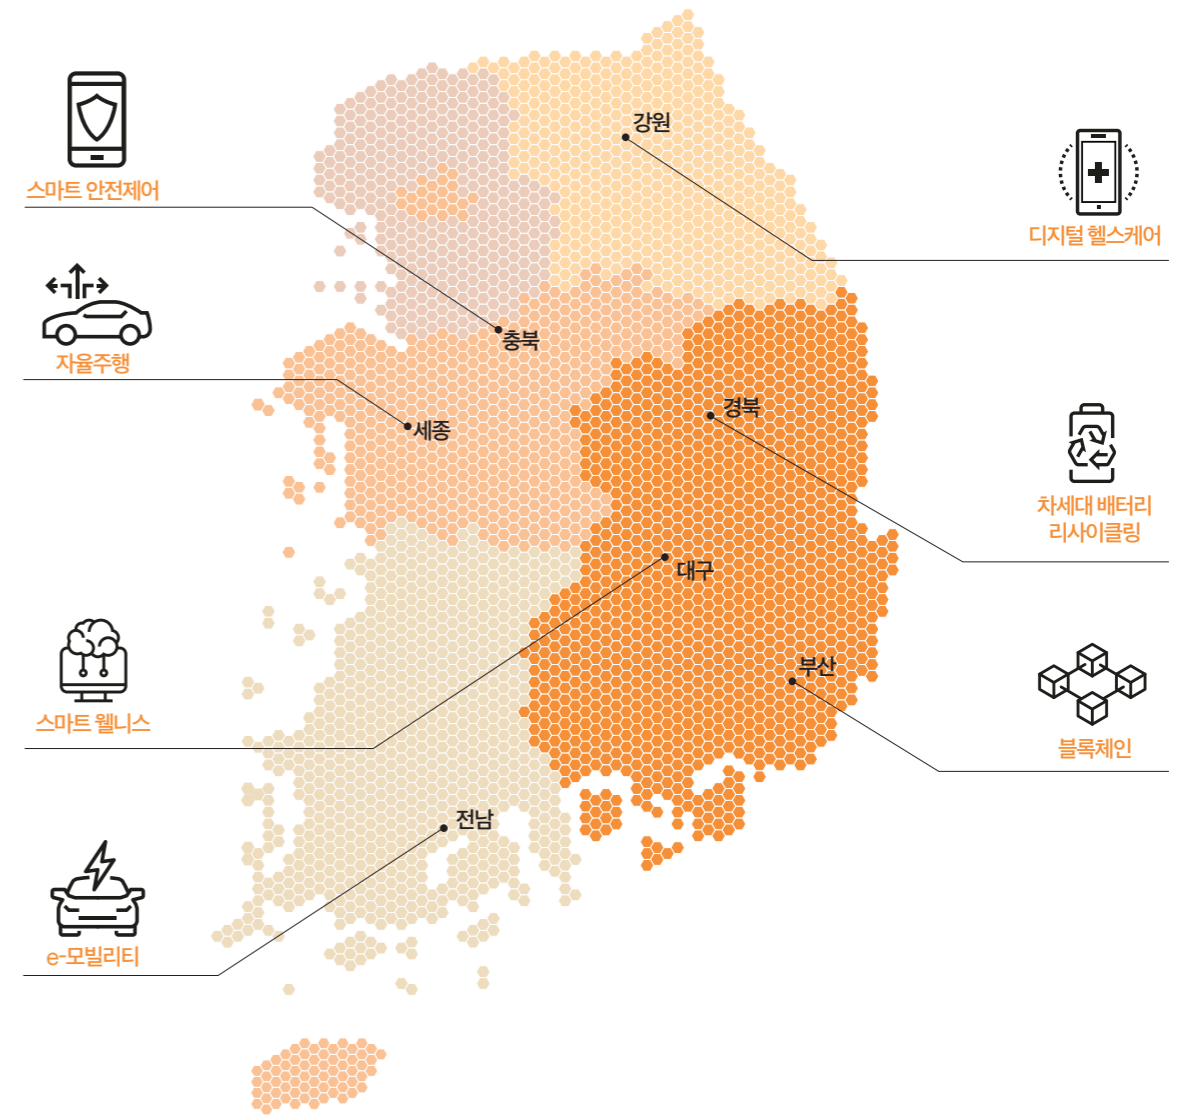 강원
스마트 안전제어
디지털 헬스케어
충북
자율주행
경북
세종
차세대 배터리
리사이클링
대구
부산
스마트 웰니스
블록체인
전남
e-모빌리티